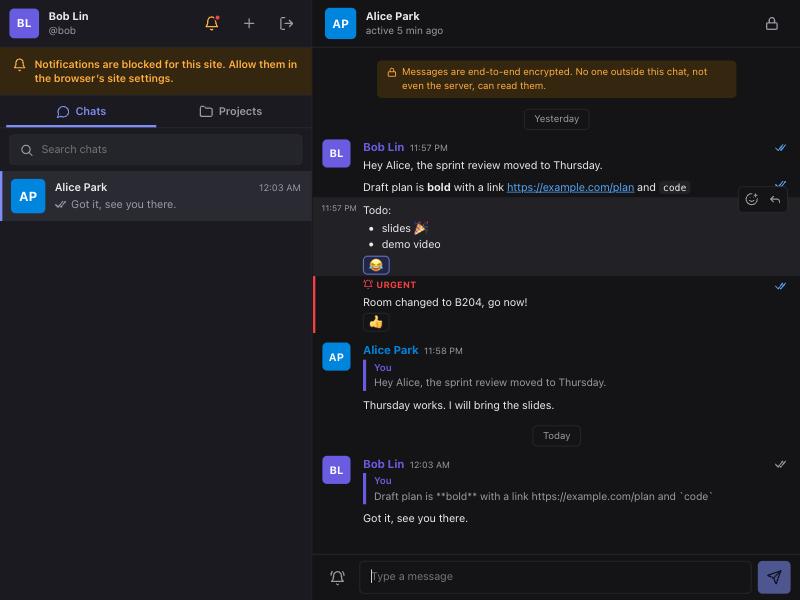 BL
Bob Lin
@bob
Notifications are blocked for this site. Allow them in
the browser's site settings.
Chats
Projects
Search chats
AP
Alice Park
12:03 AM
Got it, see you there.
AP
Alice Park
active 5 min ago
Messages are end-to-end encrypted. No one outside this chat, not
even the server, can read them.
Yesterday
BL
Bob Lin 11:57 PM
Hey Alice, the sprint review moved to Thursday.
Draft plan is bold with a link https://example.com/plan and code
11:57 PM Todo:
• slides 🎉
• demo video
😂
URGENT
Room changed to B204, go now!
👍
AP
Alice Park 11:58 PM
You
Hey Alice, the sprint review moved to Thursday.
Thursday works. I will bring the slides.
Today
BL
Bob Lin 12:03 AM
You
Draft plan is **bold** with a link https://example.com/plan and `code`
Got it, see you there.
Type a message